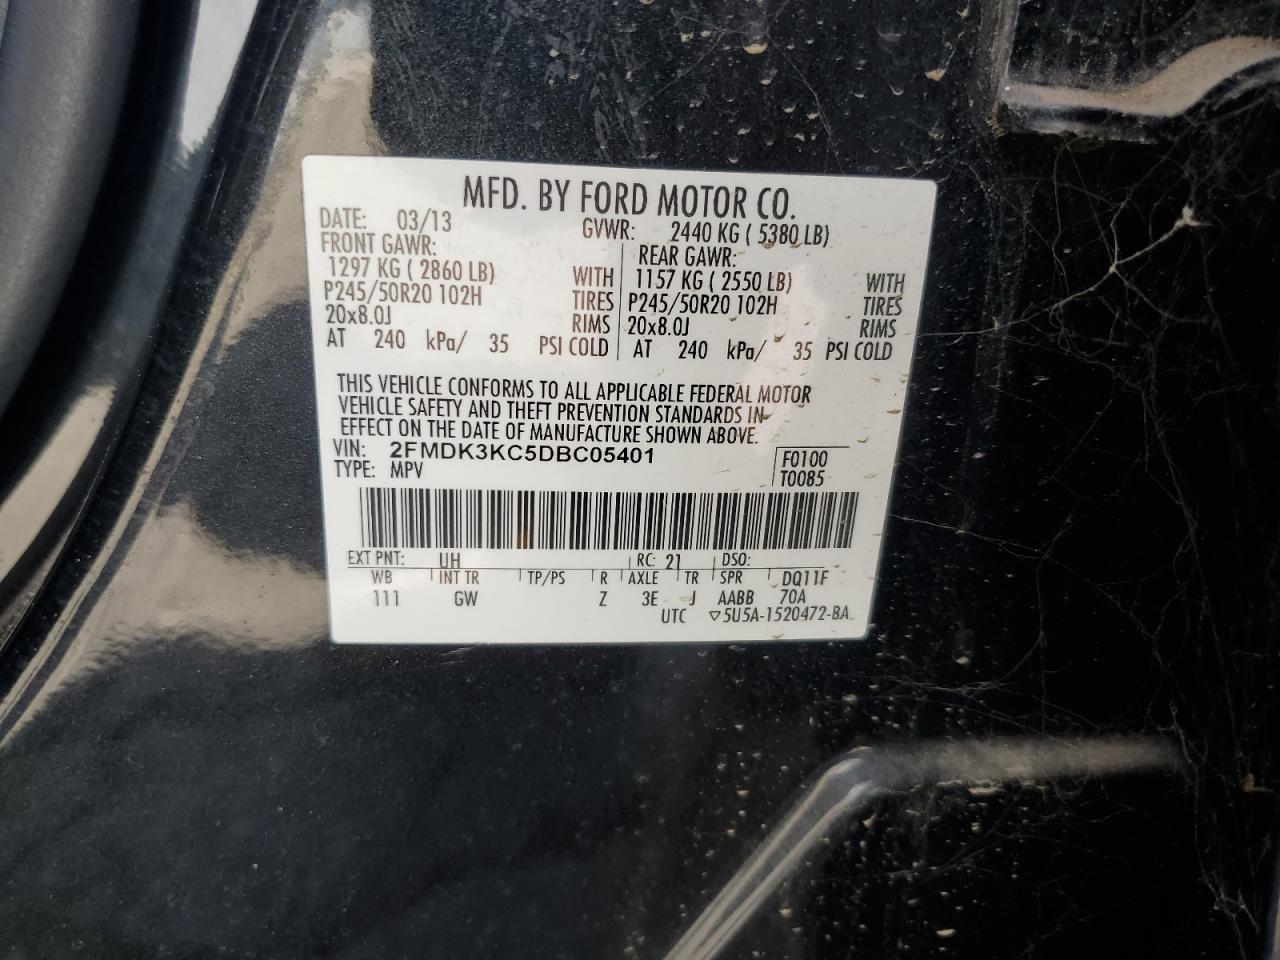 MFD. BY FORD MOTOR CO.
DATE: 03/13 GVWR: 2440 KG ( 5380 LB)
FRONT GAWR: REAR GAWR:
1297 KG ( 2860 LB) WITH 1157 KG ( 2550 LB) WITH
P245/50R20 102H TIRES P245/50R20 102H TIRES
20x8.0J RIMS 20x8.0J RIMS
AT 240 kPa/ 35 PSI COLD AT 240 kPa/ 35 PSI COLD
THIS VEHICLE CONFORMS TO ALL APPLICABLE FEDERAL MOTOR
VEHICLE SAFETY AND THEFT PREVENTION STANDARDS IN
EFFECT ON THE DATE OF MANUFACTURE SHOWN ABOVE.
VIN: 2FMDK3KC5DBC05401 F0100
TYPE: MPV T0085
EXT PNT: UH RC: 21 DSO:
WB INT TR TP/PS R AXLE TR SPR DQ11F
111 GW Z 3E J AABB 70A
UTC ▽5U5A-1520472-BA